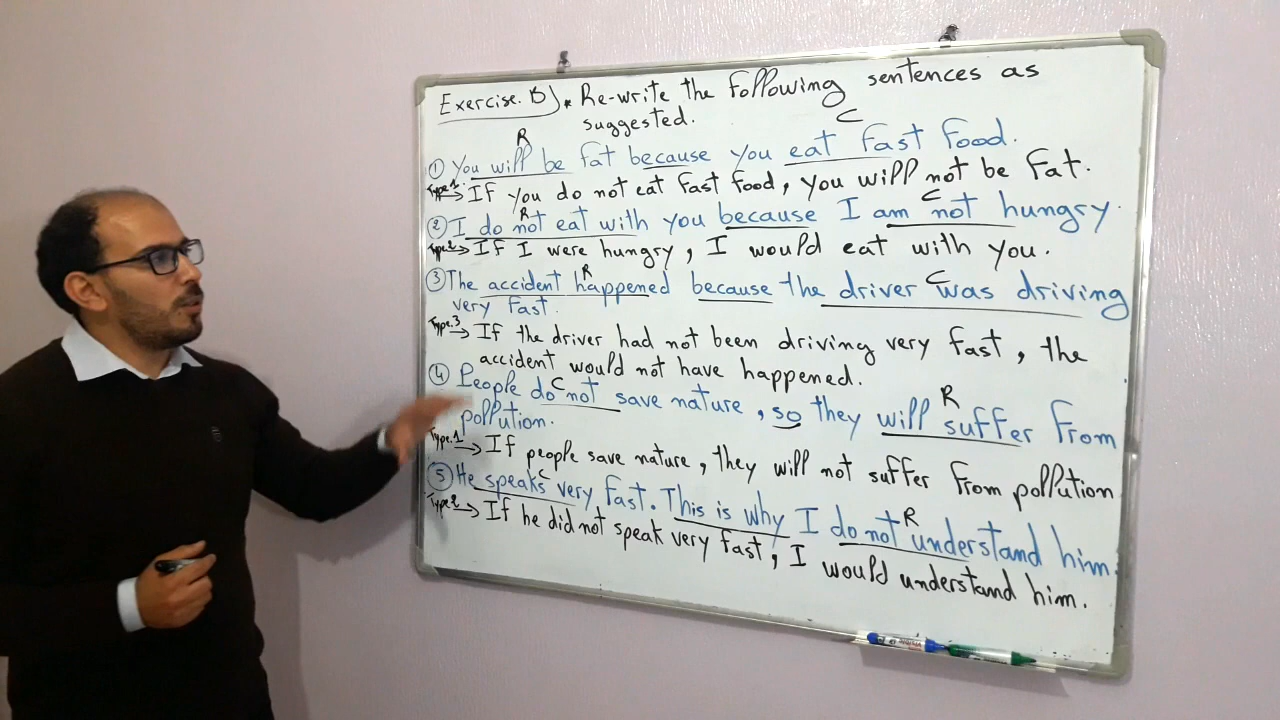 Exercise. B) * Re-write the following sentences as
suggested.
R C
① You will be fat because you eat fast food.
Type.1 → If you do not eat fast food, you will not be fat.
R C
② I do not eat with you because I am not hungry.
Type.2 → If I were hungry, I would eat with you.
R C
③ The accident happened because the driver was driving
very fast.
Type.3 → If the driver had not been driving very fast, the
accident would not have happened.
C R
④ People do not save nature, so they will suffer from
pollution.
Type.1 → If people save nature, they will not suffer from pollution
C R
⑤ He speaks very fast. This is why I do not understand him.
Type.2 → If he did not speak very fast, I would understand him.